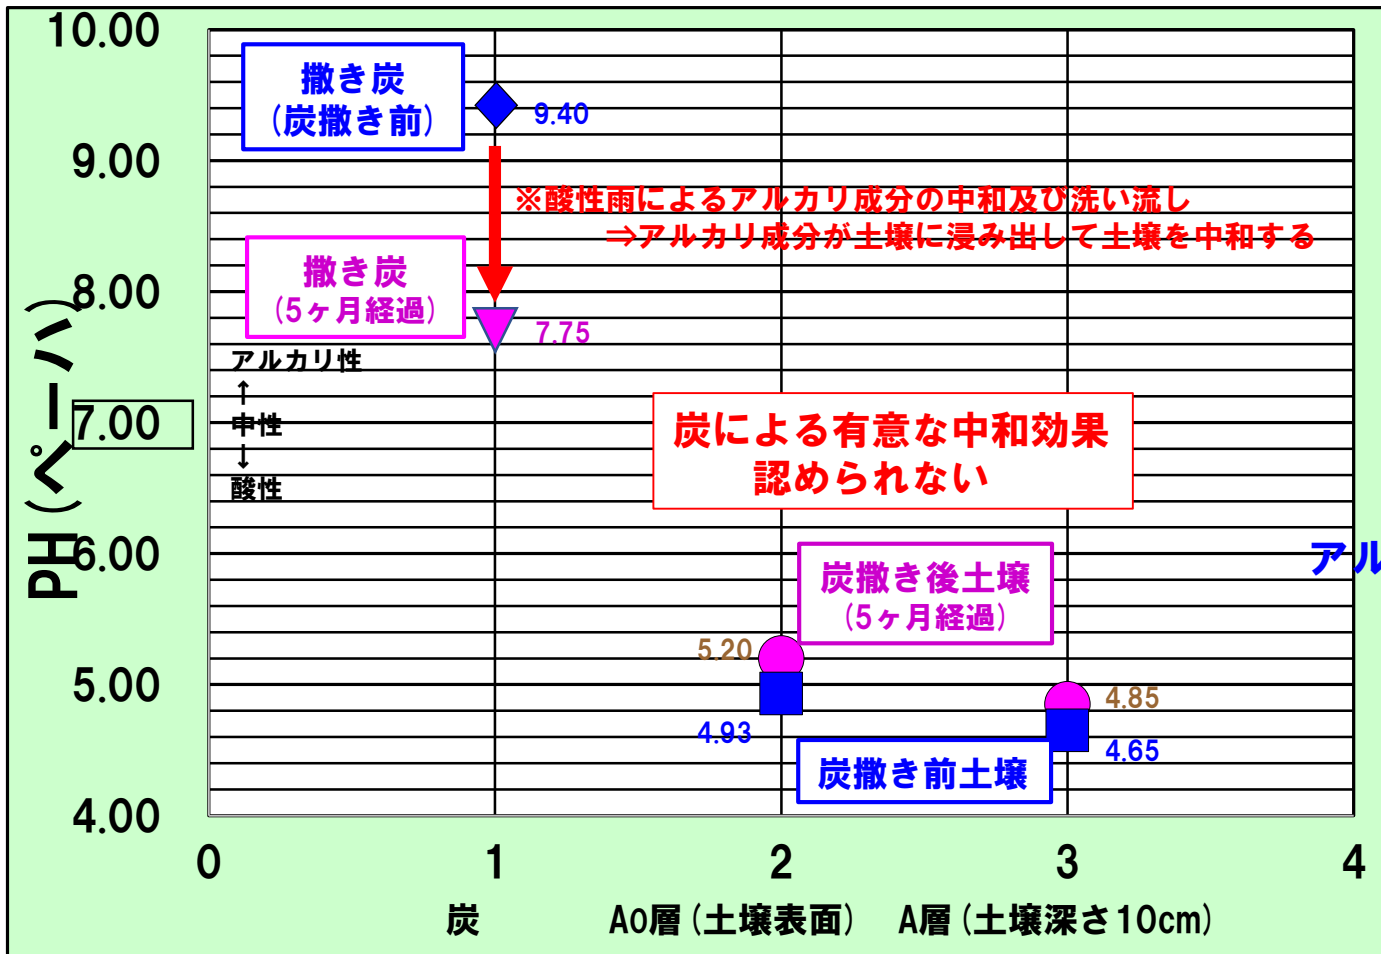 10.00
撒き炭
(炭撒き前)
9.40
9.00
※酸性雨によるアルカリ成分の中和及び洗い流し
⇒アルカリ成分が土壌に浸み出して土壌を中和する
撒き炭
(5ヶ月経過)
8.00
7.75
アルカリ性
↑
中性
↓
酸性
7.00
炭による有意な中和効果
認められない
PH(ペーハー)
6.00
アル
炭撒き後土壌
(5ヶ月経過)
5.20
5.00
4.85
4.93
4.65
炭撒き前土壌
4.00
0 1 2 3 4
炭 A0層(土壌表面) A層(土壌深さ10cm)